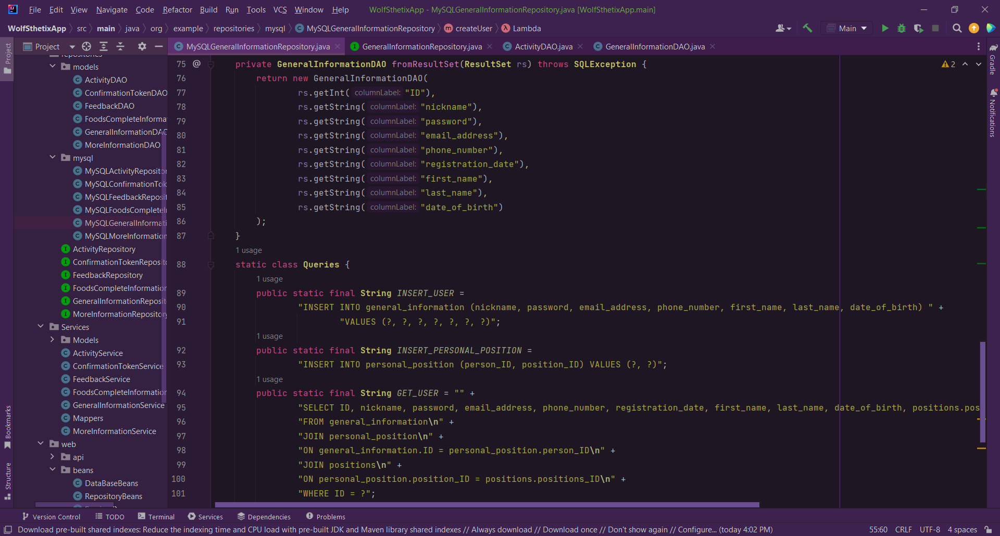 File Edit View Navigate Code Refactor Build Run Tools VCS Window Help WolfSthetixApp - MySQLGeneralInformationRepository.java [WolfSthetixApp.main]
WolfSthetixApp src main java org example repositories mysql MySQLGeneralInformationRepository createUser Lambda Main
Project
Project
MySQLGeneralInformationRepository.java GeneralInformationRepository.java ActivityDAO.java GeneralInformationDAO.java
repositories
models
ActivityDAO
ConfirmationTokenDAO
FeedbackDAO
FoodsCompleteInforma
GeneralInformationDAO
MoreInformationDAO
mysql
MySQLActivityReposito
MySQLConfirmationTok
MySQLFeedbackReposit
MySQLFoodsCompleteI
MySQLGeneralInformati
MySQLMoreInformation
ActivityRepository
ConfirmationTokenReposito
FeedbackRepository
FoodsCompleteInformation
GeneralInformationReposit
MoreInformationRepository
Services
Models
ActivityService
ConfirmationTokenService
FeedbackService
FoodsCompleteInformation
GeneralInformationService
Mappers
MoreInformationService
web
api
beans
DataBaseBeans
RepositoryBeans
75 @ private GeneralInformationDAO fromResultSet(ResultSet rs) throws SQLException {
76 return new GeneralInformationDAO(
77 rs.getInt( columnLabel: "ID"),
78 rs.getString( columnLabel: "nickname"),
79 rs.getString( columnLabel: "password"),
80 rs.getString( columnLabel: "email_address"),
81 rs.getString( columnLabel: "phone_number"),
82 rs.getString( columnLabel: "registration_date"),
83 rs.getString( columnLabel: "first_name"),
84 rs.getString( columnLabel: "last_name"),
85 rs.getString( columnLabel: "date_of_birth")
86 );
87 }
1 usage
88 static class Queries {
1 usage
89 public static final String INSERT_USER =
90 "INSERT INTO general_information (nickname, password, email_address, phone_number, first_name, last_name, date_of_birth) " +
91 "VALUES (?, ?, ?, ?, ?, ?, ?)";
1 usage
92 public static final String INSERT_PERSONAL_POSITION =
93 "INSERT INTO personal_position (person_ID, position_ID) VALUES (?, ?)";
1 usage
94 public static final String GET_USER = "" +
95 "SELECT ID, nickname, password, email_address, phone_number, registration_date, first_name, last_name, date_of_birth, positions.pos
96 "FROM general_information\n" +
97 "JOIN personal_position\n" +
98 "ON general_information.ID = personal_position.person_ID\n" +
99 "JOIN positions\n" +
100 "ON personal_position.position_ID = positions.positions_ID\n" +
101 "WHERE ID = ?";
2
Gradle
Notifications
Bookmarks
Structure
Version Control TODO Terminal Services Dependencies Problems
Download pre-built shared indexes: Reduce the indexing time and CPU load with pre-built JDK and Maven library shared indexes // Always download // Download once // Don't show again // Configure... (today 4:02 PM) 55:60 CRLF UTF-8 4 spaces